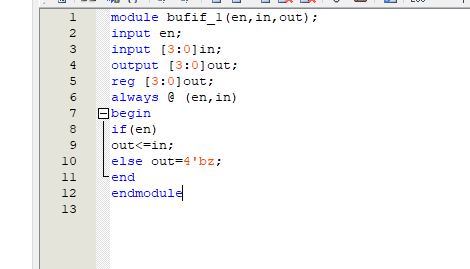 1 module bufif_1(en,in,out);
2 input en;
3 input [3:0]in;
4 output [3:0]out;
5 reg [3:0]out;
6 always @ (en,in)
7 begin
8 if(en)
9 out<=in;
10 else out=4'bz;
11 end
12 endmodule
13